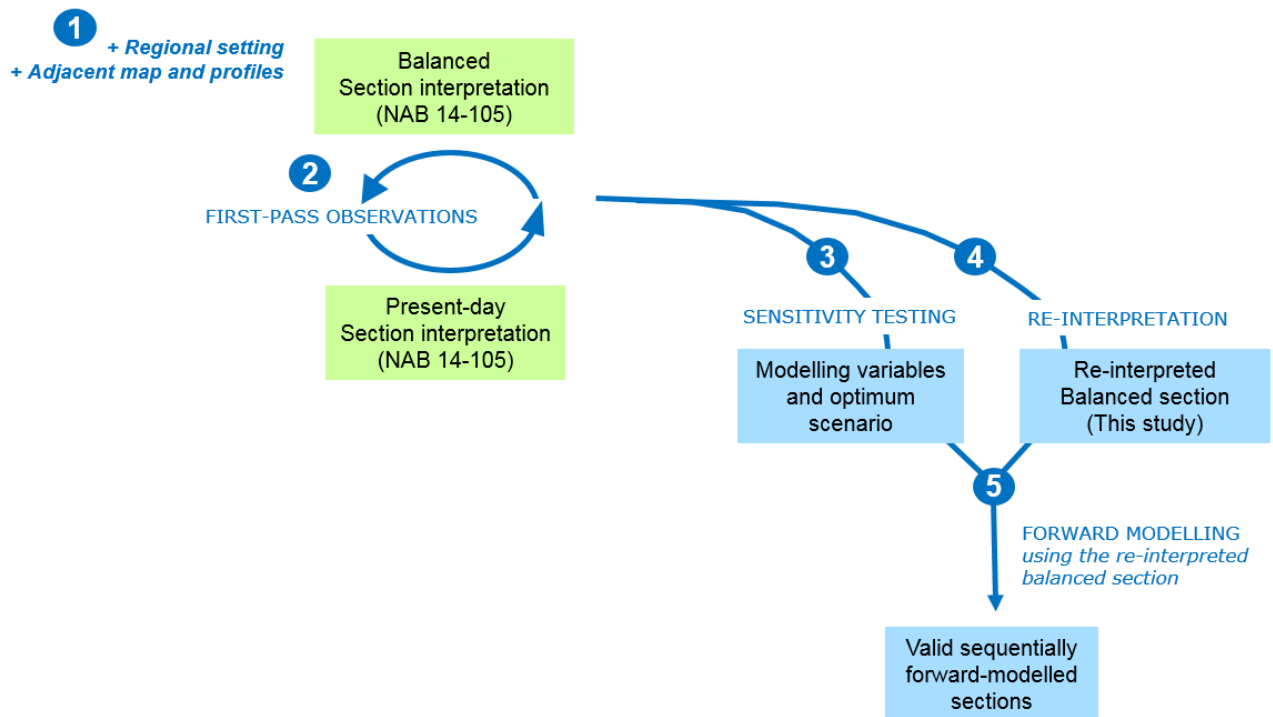 1
+ Regional setting
+ Adjacent map and profiles
Balanced
Section interpretation
(NAB 14-105)
2
FIRST-PASS OBSERVATIONS
Present-day
Section interpretation
(NAB 14-105)
3
SENSITIVITY TESTING
Modelling variables
and optimum
scenario
4
RE-INTERPRETATION
Re-interpreted
Balanced section
(This study)
5
FORWARD MODELLING
using the re-interpreted
balanced section
Valid sequentially
forward-modelled
sections